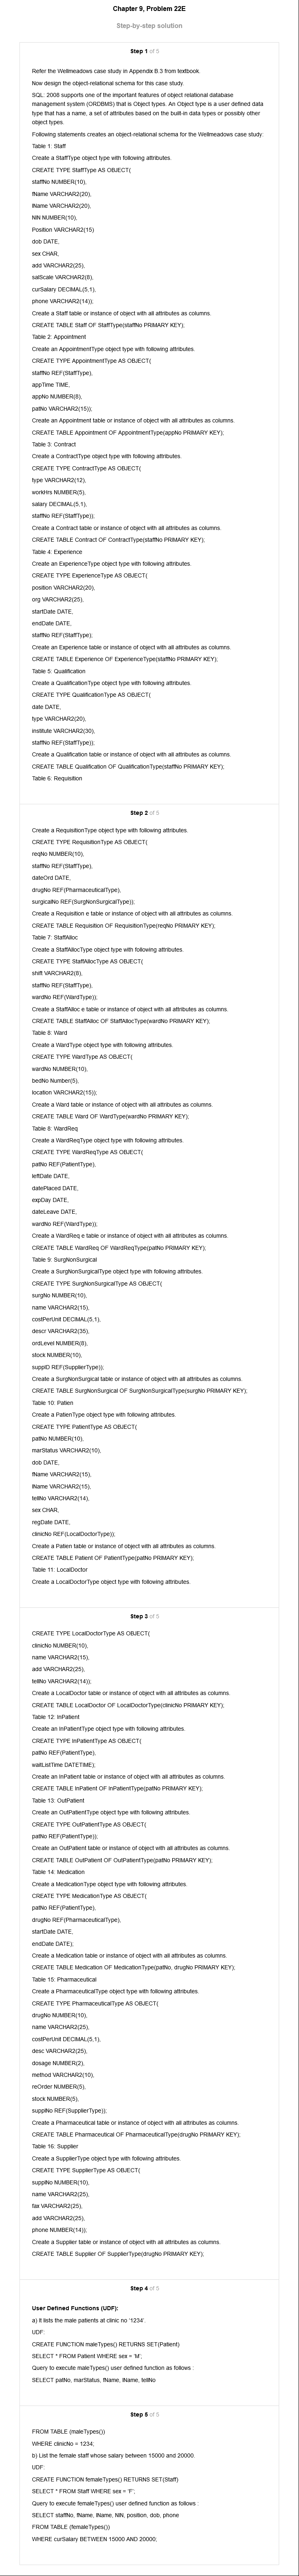 Chapter 9, Problem 22E
Step-by-step solution
Step 1 of 5
Refer the Wellmeadows case study in Appendix B.3 from textbook.
Now design the object-relational schema for this case study.
SQL: 2008 supports one of the important features of object relational database
management system (ORDBMS) that is Object types. An Object type is a user defined data
type that has a name, a set of attributes based on the built-in data types or possibly other
object types.
Following statements creates an object-relational schema for the Wellmeadows case study:
Table 1: Staff
Create a StaffType object type with following attributes.
CREATE TYPE StaffType AS OBJECT(
staffNo NUMBER(10),
fName VARCHAR2(20),
lName VARCHAR2(20),
NIN NUMBER(10),
Position VARCHAR2(15)
dob DATE,
sex CHAR,
add VARCHAR2(25),
salScale VARCHAR2(8),
curSalary DECIMAL(5,1),
phone VARCHAR2(14));
Create a Staff table or instance of object with all attributes as columns.
CREATE TABLE Staff OF StaffType(staffNo PRIMARY KEY);
Table 2: Appointment
Create an AppointmentType object type with following attributes.
CREATE TYPE AppointmentType AS OBJECT(
staffNo REF(StaffType),
appTime TIME,
appNo NUMBER(8),
patNo VARCHAR2(15));
Create an Appointment table or instance of object with all attributes as columns.
CREATE TABLE Appointment OF AppointmentType(appNo PRIMARY KEY);
Table 3: Contract
Create a ContractType object type with following attributes.
CREATE TYPE ContractType AS OBJECT(
type VARCHAR2(12),
workHrs NUMBER(5),
salary DECIMAL(5,1),
staffNo REF(StaffType));
Create a Contract table or instance of object with all attributes as columns.
CREATE TABLE Contract OF ContractType(staffNo PRIMARY KEY);
Table 4: Experience
Create an ExperienceType object type with following attributes.
CREATE TYPE ExperienceType AS OBJECT(
position VARCHAR2(20),
org VARCHAR2(25),
startDate DATE,
endDate DATE,
staffNo REF(StaffType),
Create an Experience table or instance of object with all attributes as columns.
CREATE TABLE Experience OF ExperienceType(staffNo PRIMARY KEY);
Table 5: Qualification
Create a QualificationType object type with following attributes.
CREATE TYPE QualificationType AS OBJECT(
date DATE,
type VARCHAR2(20),
institute VARCHAR2(30),
staffNo REF(StaffType));
Create a Qualification table or instance of object with all attributes as columns.
CREATE TABLE Qualification OF QualificationType(staffNo PRIMARY KEY);
Table 6: Requisition
Step 2 of 5
Create a RequisitionType object type with following attributes.
CREATE TYPE RequisitionType AS OBJECT(
reqNo NUMBER(10),
staffNo REF(StaffType),
dateOrd DATE,
drugNo REF(PharmaceuticalType),
surgicalNo REF(SurgNonSurgicalType));
Create a Requisition e table or instance of object with all attributes as columns.
CREATE TABLE Requisition OF RequisitionType(reqNo PRIMARY KEY);
Table 7. StaffAlloc
Create a StaffAllocType object type with following attributes.
CREATE TYPE StaffAllocType AS OBJECT(
shift VARCHAR2(8),
staffNo REF(StaffType),
wardNo REF(WardType));
Create a StaffAlloc e table or instance of object with all attributes as columns.
CREATE TABLE StaffAlloc OF StaffAllocType(wardNo PRIMARY KEY);
Table 8: Ward
Create a WardType object type with following attributes.
CREATE TYPE WardType AS OBJECT(
wardNo NUMBER(10),
bedNo Number(5),
location VARCHAR2(15));
Create a Ward table or instance of object with all attributes as columns.
CREATE TABLE Ward OF WardType(wardNo PRIMARY KEY);
Table 8: WardReq
Create a WardReqType object type with following attributes.
CREATE TYPE WardReqType AS OBJECT(
patNo REF(PatientType),
leftDate DATE,
datePlaced DATE,
expDay DATE,
dateLeave DATE,
wardNo REF(WardType));
Create a WardReq e table or instance of object with all attributes as columns.
CREATE TABLE WardReq OF WardReqType(patNo PRIMARY KEY);
Table 9: SurgNonSurgical
Create a SurgNonSurgicalType object type with following attributes.
CREATE TYPE SurgNonSurgicalType AS OBJECT(
surgNo NUMBER(10),
name VARCHAR2(15),
costPerUnit DECIMAL(5,1),
descr VARCHAR2(35),
ordLevel NUMBER(8),
stock NUMBER(10),
suppID REF(SupplierType));
Create a SurgNonSurgical table or instance of object with all attributes as columns.
CREATE TABLE SurgNonSurgical OF SurgNonSurgicalType(surgNo PRIMARY KEY);
Table 10: Patien
Create a PatienType object type with following attributes.
CREATE TYPE PatientType AS OBJECT(
patNo NUMBER(10),
marStatus VARCHAR2(10),
dob DATE,
fName VARCHAR2(15),
lName VARCHAR2(15),
tellNo VARCHAR2(14),
sex CHAR,
regDate DATE,
clinicNo REF(LocalDoctorType));
Create a Patien table or instance of object with all attributes as columns.
CREATE TABLE Patient OF PatientType(patNo PRIMARY KEY);
Table 11: LocalDoctor
Create a LocalDoctorType object type with following attributes.
Step 3 of 5
CREATE TYPE LocalDoctorType AS OBJECT(
clinicNo NUMBER(10),
name VARCHAR2(15),
add VARCHAR2(25),
tellNo VARCHAR2(14));
Create a LocalDoctor table or instance of object with all attributes as columns.
CREATE TABLE LocalDoctor OF LocalDoctorType(clinicNo PRIMARY KEY);
Table 12: InPatient
Create an InPatientType object type with following attributes.
CREATE TYPE InPatientType AS OBJECT(
patNo REF(PatientType),
waitListTime DATETIME);
Create an InPatient table or instance of object with all attributes as columns.
CREATE TABLE InPatient OF InPatientType(patNo PRIMARY KEY);
Table 13: OutPatient
Create an OutPatientType object type with following attributes.
CREATE TYPE OutPatientType AS OBJECT(
patNo REF(PatientType));
Create an OutPatient table or instance of object with all attributes as columns.
CREATE TABLE OutPatient OF OutPatientType(patNo PRIMARY KEY);
Table 14: Medication
Create a MedicationType object type with following attributes.
CREATE TYPE MedicationType AS OBJECT(
patNo REF(PatientType),
drugNo REF(PharmaceuticalType),
startDate DATE,
endDate DATE);
Create a Medication table or instance of object with all attributes as columns.
CREATE TABLE Medication OF MedicationType(patNo, drugNo PRIMARY KEY);
Table 15: Pharmaceutical
Create a PharmaceuticalType object type with following attributes.
CREATE TYPE PharmaceuticalType AS OBJECT(
drugNo NUMBER(10),
name VARCHAR2(25),
costPerUnit DECIMAL(5,1),
desc VARCHAR2(25),
dosage NUMBER(2),
method VARCHAR2(10),
reOrder NUMBER(5),
stock NUMBER(5),
supplNo REF(SupplierType));
Create a Pharmaceutical table or instance of object with all attributes as columns.
CREATE TABLE Pharmaceutical OF PharmaceuticalType(drugNo PRIMARY KEY);
Table 16: Supplier
Create a SupplierType object type with following attributes.
CREATE TYPE SupplierType AS OBJECT(
supplNo NUMBER(10),
name VARCHAR2(25),
fax VARCHAR2(25),
add VARCHAR2(25),
phone NUMBER(14));
Create a Supplier table or instance of object with all attributes as columns.
CREATE TABLE Supplier OF SupplierType(drugNo PRIMARY KEY);
Step 4 of 5
User Defined Functions (UDF):
a) It lists the male patients at clinic no '1234'.
UDF:
CREATE FUNCTION maleTypes() RETURNS SET(Patient)
SELECT * FROM Patient WHERE sex = 'M';
Query to execute maleTypes() user defined function as follows :
SELECT patNo, marStatus, fName, lName, tellNo
Step 5 of 5
FROM TABLE (maleTypes())
WHERE clinicNo = 1234;
b) List the female staff whose salary between 15000 and 20000.
UDF:
CREATE FUNCTION femaleTypes() RETURNS SET(Staff)
SELECT * FROM Staff WHERE sex = 'F';
Query to execute femaleTypes() user defined function as follows :
SELECT staffNo, fName, lName, NIN, position, dob, phone
FROM TABLE (femaleTypes())
WHERE curSalary BETWEEN 15000 AND 20000;